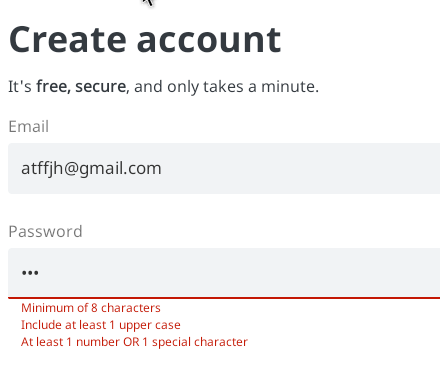 Create account
It's free, secure, and only takes a minute.
Email
atffjh@gmail.com
Password
•••
Minimum of 8 characters
Include at least 1 upper case
At least 1 number OR 1 special character